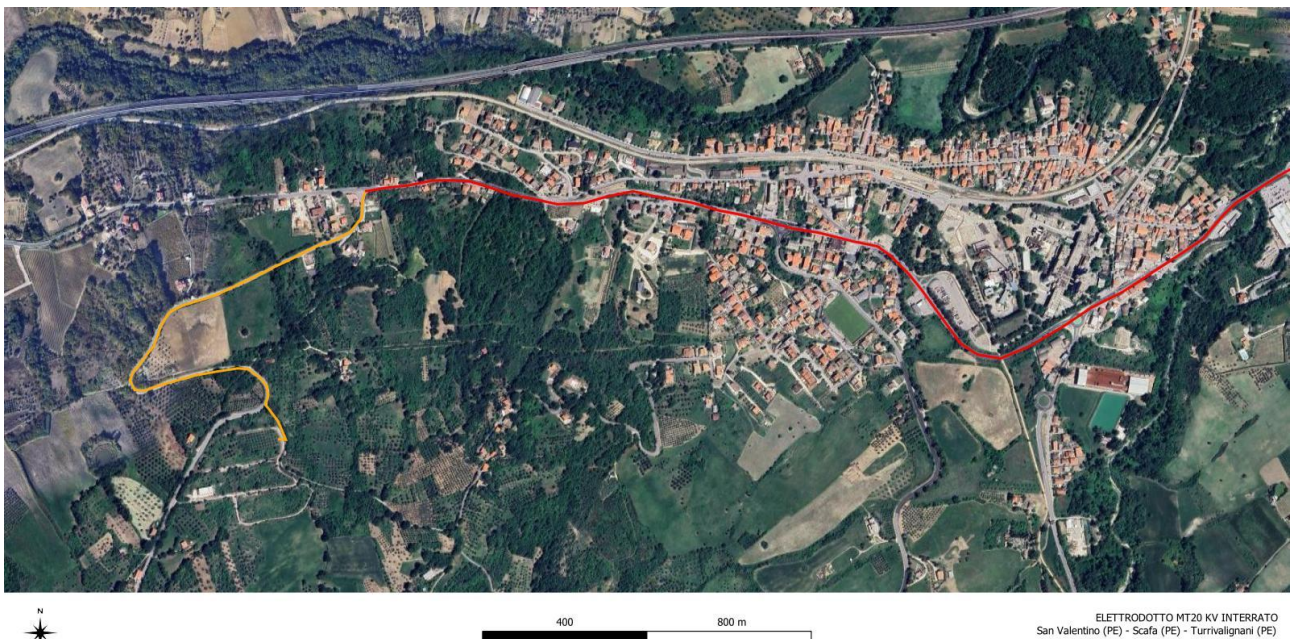 N
400 800 m
ELETTRODOTTO MT20 KV INTERRATO
San Valentino (PE) - Scafa (PE) - Turrivalignani (PE)